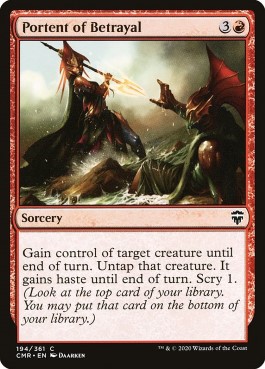 Portent of Betrayal 3
Sorcery
Gain control of target creature until
end of turn. Untap that creature. It
gains haste until end of turn. Scry 1.
(Look at the top card of your library.
You may put that card on the bottom of
your library.)
194/361 C
CMR • EN DAARKEN
™ & © 2020 Wizards of the Coast